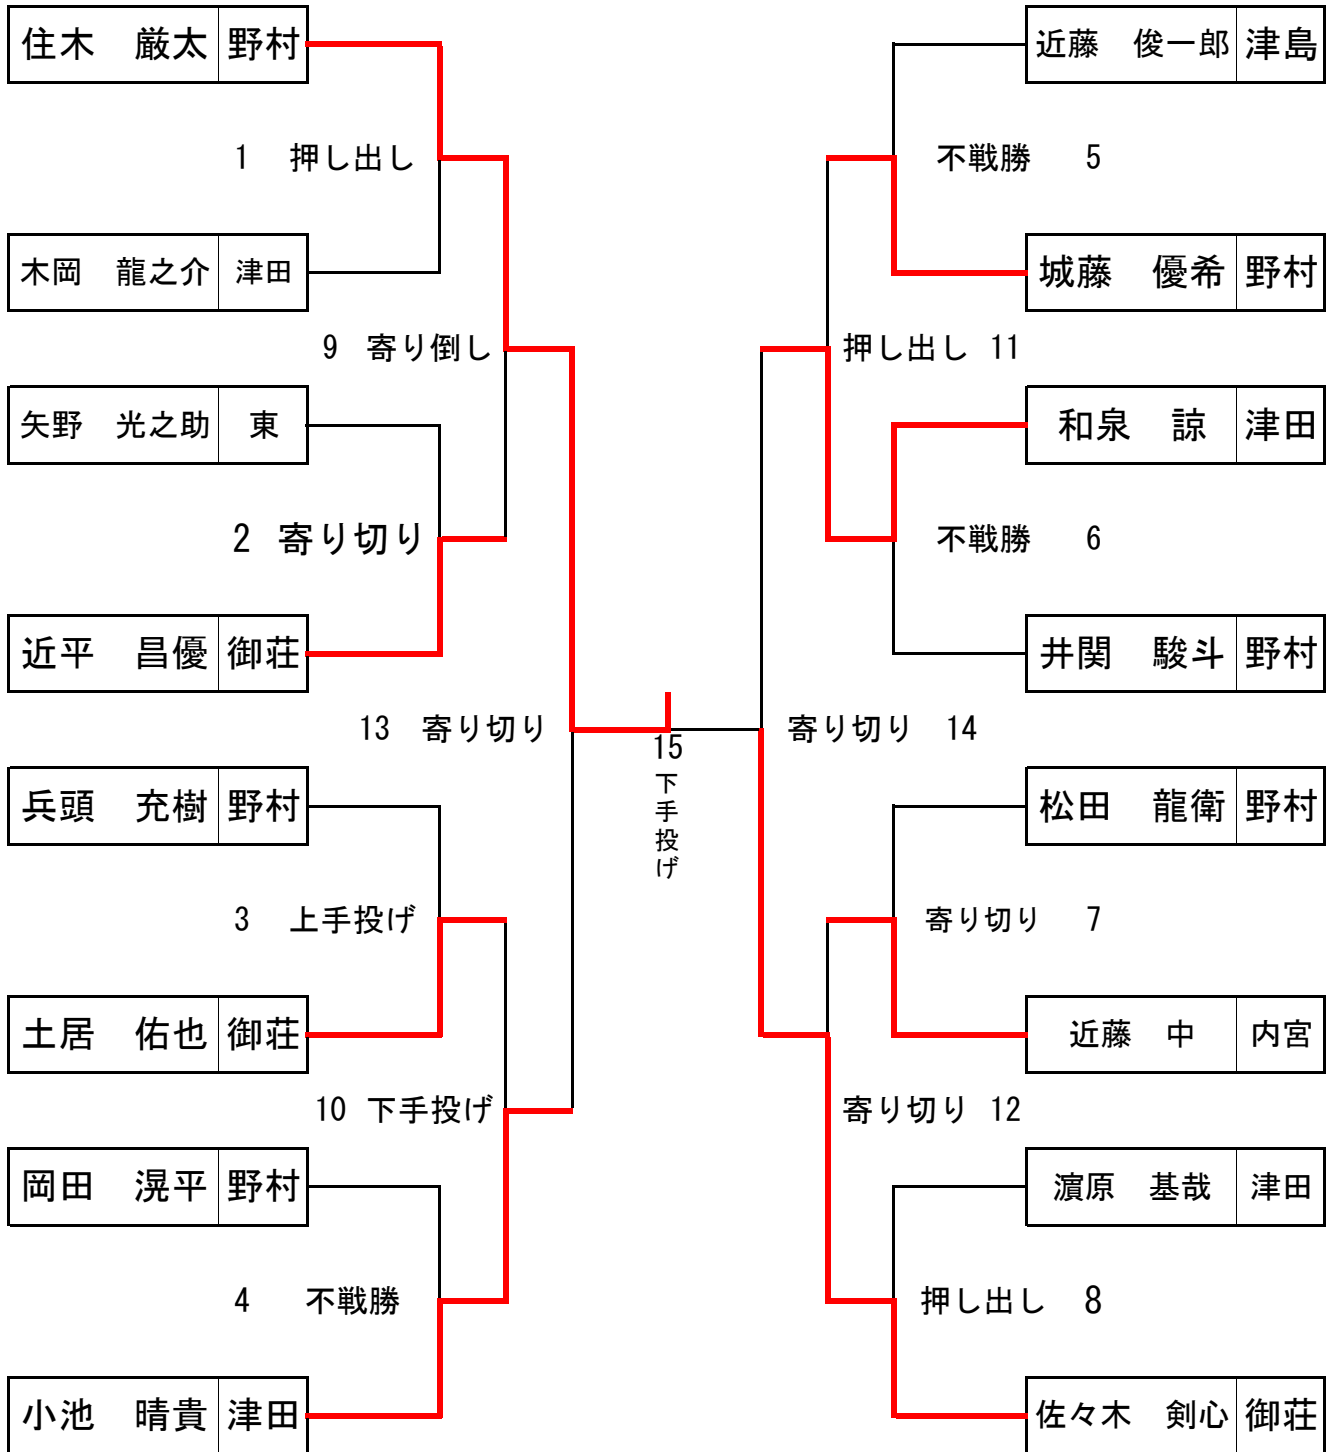 住木　厳太 野村
1　押し出し
木岡　龍之介 津田
9　寄り倒し
矢野　光之助 東
2　寄り切り
近平　昌優 御荘
13　寄り切り
兵頭　充樹 野村
3　上手投げ
土居　佑也 御荘
10　下手投げ
岡田　滉平 野村
4　不戦勝
小池　晴貴 津田
15
下手投げ
近藤　俊一郎 津島
不戦勝　5
城藤　優希 野村
押し出し　11
和泉　諒 津田
不戦勝　6
井関　駿斗 野村
寄り切り　14
松田　龍衛 野村
寄り切り　7
近藤　中 内宮
寄り切り　12
濵原　基哉 津田
押し出し　8
佐々木　剣心 御荘